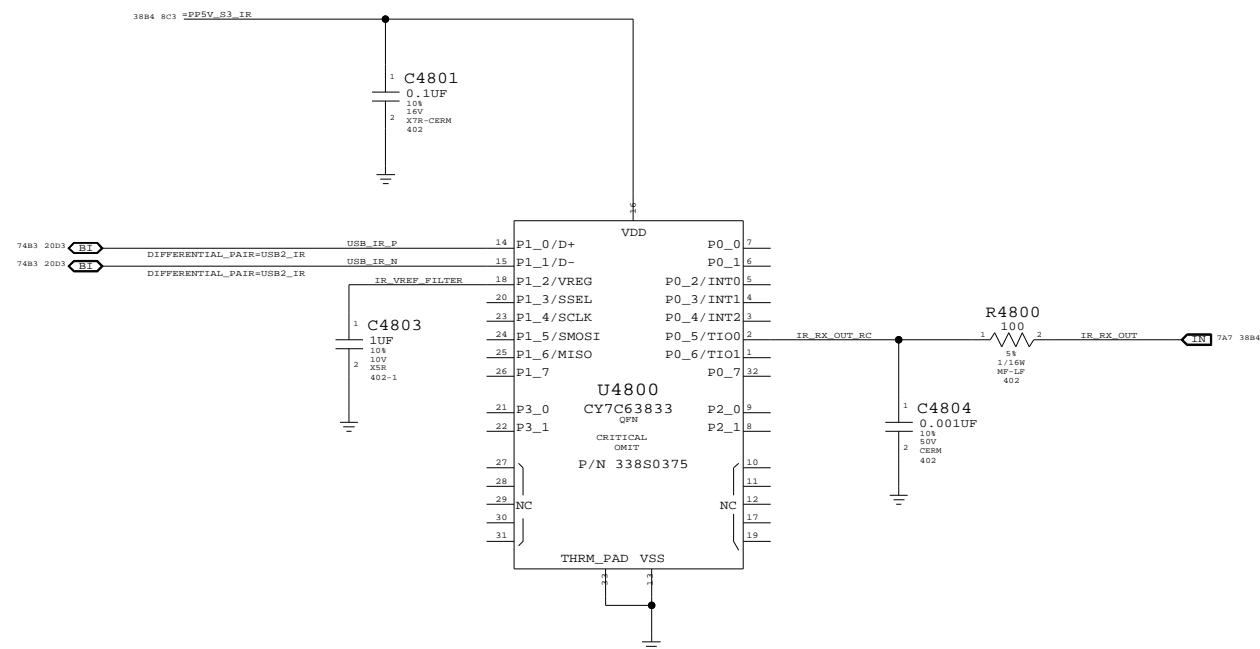 38B4 8C3 =PP5V_S3_IR
1 C4801
0.1UF
10%
16V
2 X7R-CERM
402
16
VDD
74B3 20D3 BI USB_IR_P 14 P1_0/D+
DIFFERENTIAL_PAIR=USB2_IR
74B3 20D3 BI USB_IR_N 15 P1_1/D-
DIFFERENTIAL_PAIR=USB2_IR
IR_VREF_FILTER 18 P1_2/VREG
20 P1_3/SSEL
23 P1_4/SCLK
24 P1_5/SMOSI
25 P1_6/MISO
26 P1_7
21 P3_0
22 P3_1
27
28
29 NC
30
31
1 C4803
1UF
10%
10V
2 X5R
402-1
U4800
CY7C63833
QFN
CRITICAL
OMIT
P/N 338S0375
P0_0 7
P0_1 6
P0_2/INT0 5
P0_3/INT1 4
P0_4/INT2 3
P0_5/TIO0 2 IR_RX_OUT_RC
P0_6/TIO1 1
P0_7 32
P2_0 9
P2_1 8
10
11
NC 12
17
19
THRM_PAD VSS
33 13
R4800
100
1 2 IR_RX_OUT IN 7A7 38B4
5%
1/16W
MF-LF
402
1 C4804
0.001UF
10%
50V
2 CERM
402